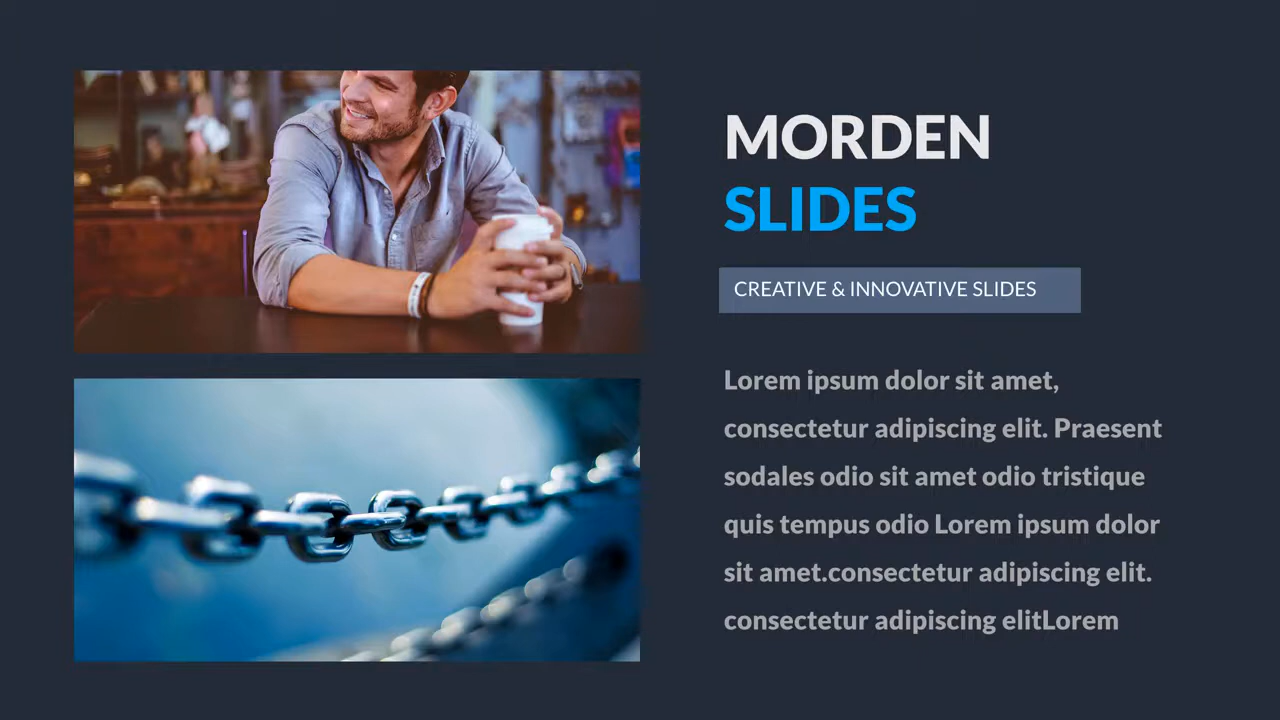 MORDEN
SLIDES
CREATIVE & INNOVATIVE SLIDES
Lorem ipsum dolor sit amet,
consectetur adipiscing elit. Praesent
sodales odio sit amet odio tristique
quis tempus odio Lorem ipsum dolor
sit amet.consectetur adipiscing elit.
consectetur adipiscing elitLorem